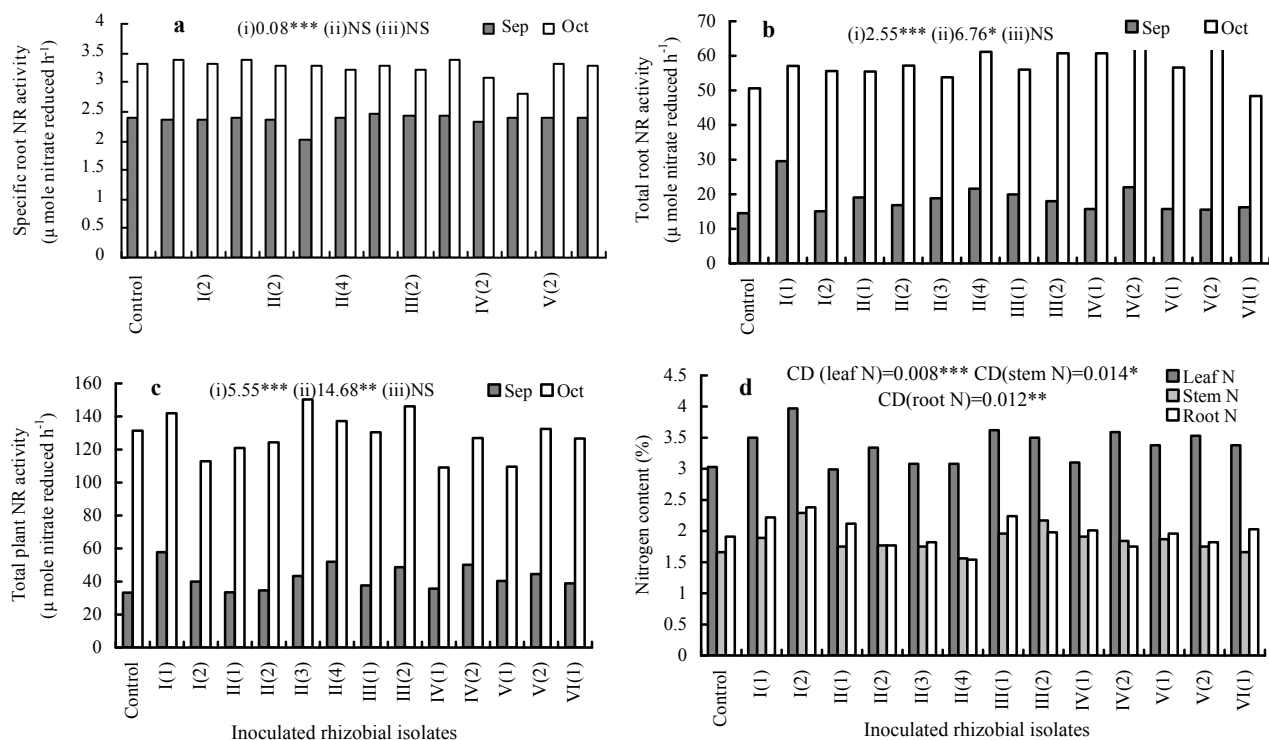 a
(i)0.08*** (ii)NS (iii)NS
Sep
Oct
Specific root NR activity
(µ mole nitrate reduced h-1)
4
3.5
3
2.5
2
1.5
1
0.5
0
Control
I(2)
II(2)
II(4)
III(2)
IV(2)
V(2)
b
(i)2.55*** (ii)6.76* (iii)NS
Sep
Oct
Total root NR activity
(µ mole nitrate reduced h-1)
70
60
50
40
30
20
10
0
Control
I(1)
I(2)
II(1)
II(2)
II(3)
II(4)
III(1)
III(2)
IV(1)
IV(2)
V(1)
V(2)
VI(1)
c
(i)5.55*** (ii)14.68** (iii)NS
Sep
Oct
Total plant NR activity
(µ mole nitrate reduced h-1)
160
140
120
100
80
60
40
20
0
Control
I(1)
I(2)
II(1)
II(2)
II(3)
II(4)
III(1)
III(2)
IV(1)
IV(2)
V(1)
V(2)
VI(1)
Inoculated rhizobial isolates
d
CD (leaf N)=0.008*** CD(stem N)=0.014*
CD(root N)=0.012**
Leaf N
Stem N
Root N
Nitrogen content (%)
4.5
4
3.5
3
2.5
2
1.5
1
0.5
0
Control
I(1)
I(2)
II(1)
II(2)
II(3)
II(4)
III(1)
III(2)
IV(1)
IV(2)
V(1)
V(2)
VI(1)
Inoculated rhizobial isolates